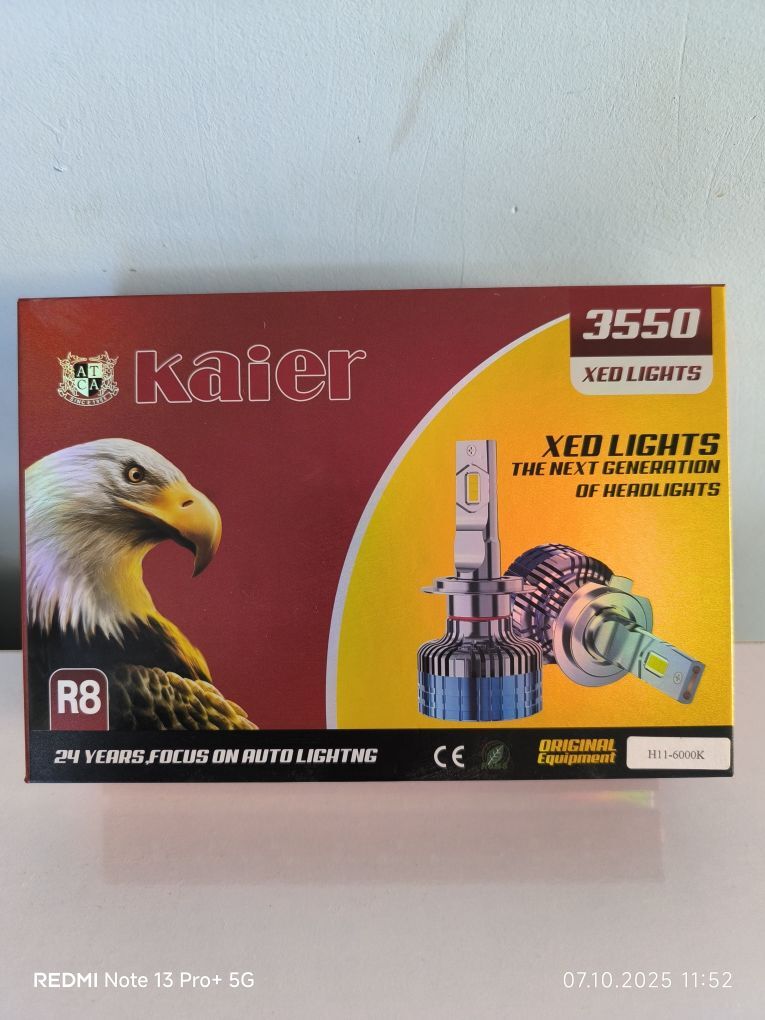 3550
XED LIGHTS
ATCA
Kaier
XED LIGHTS
THE NEXT GENERATION
OF HEADLIGHTS
R8
24 YEARS,FOCUS ON AUTO LIGHTNG
CE
ORIGINAL
Equipment
H11-6000K
REDMI Note 13 Pro+ 5G
07.10.2025 11:52